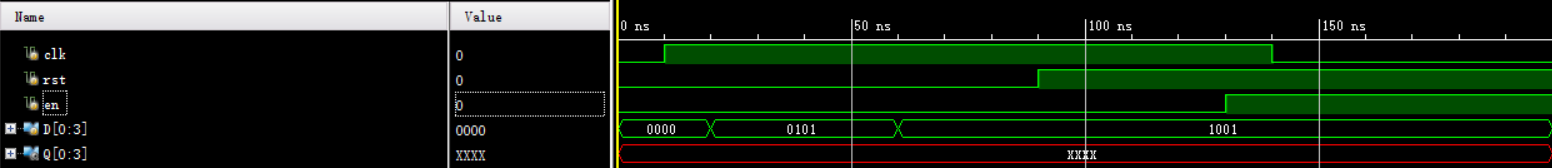 Name Value 0 ns 50 ns 100 ns 150 ns
clk 0
rst 0
en 0
D[0:3] 0000 0000 0101 1001
Q[0:3] XXXX XXXX